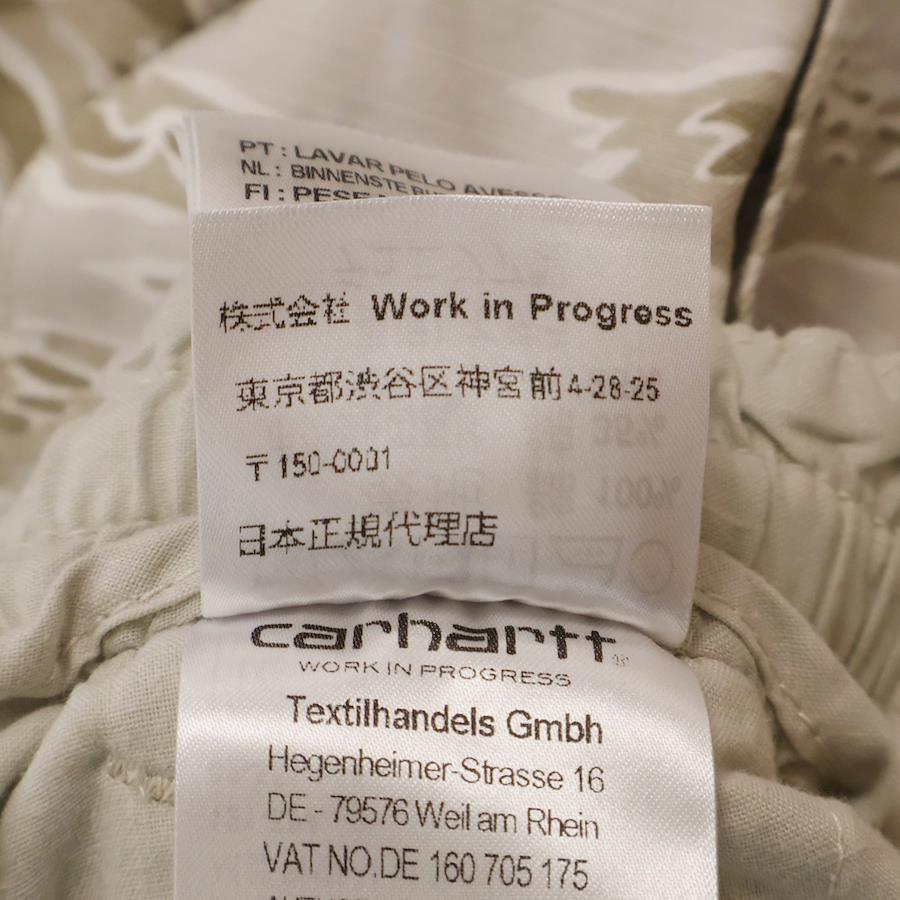 PT : LAVAR PELO AVESSO
NL : BINNENSTE
FI : PESE
株式会社 Work in Progress
東京都渋谷区神宮前4-28-25
〒150-0001
日本正規代理店
carhartt®
WORK IN PROGRESS
Textilhandels Gmbh
Hegenheimer-Strasse 16
DE - 79576 Weil am Rhein
VAT NO.DE 160 705 175